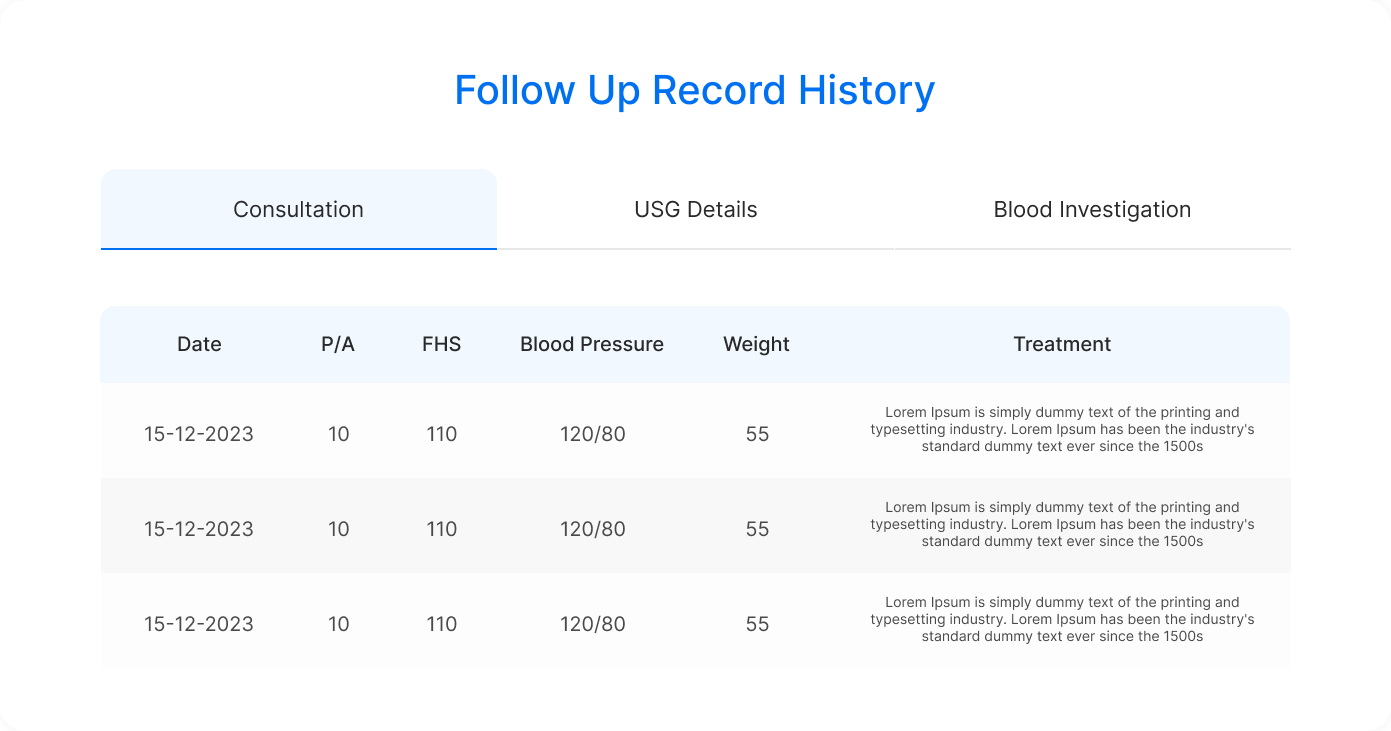 Follow Up Record History
Consultation USG Details Blood Investigation
Date P/A FHS Blood Pressure Weight Treatment
15-12-2023 10 110 120/80 55 Lorem Ipsum is simply dummy text of the printing and
typesetting industry. Lorem Ipsum has been the industry's
standard dummy text ever since the 1500s
15-12-2023 10 110 120/80 55 Lorem Ipsum is simply dummy text of the printing and
typesetting industry. Lorem Ipsum has been the industry's
standard dummy text ever since the 1500s
15-12-2023 10 110 120/80 55 Lorem Ipsum is simply dummy text of the printing and
typesetting industry. Lorem Ipsum has been the industry's
standard dummy text ever since the 1500s